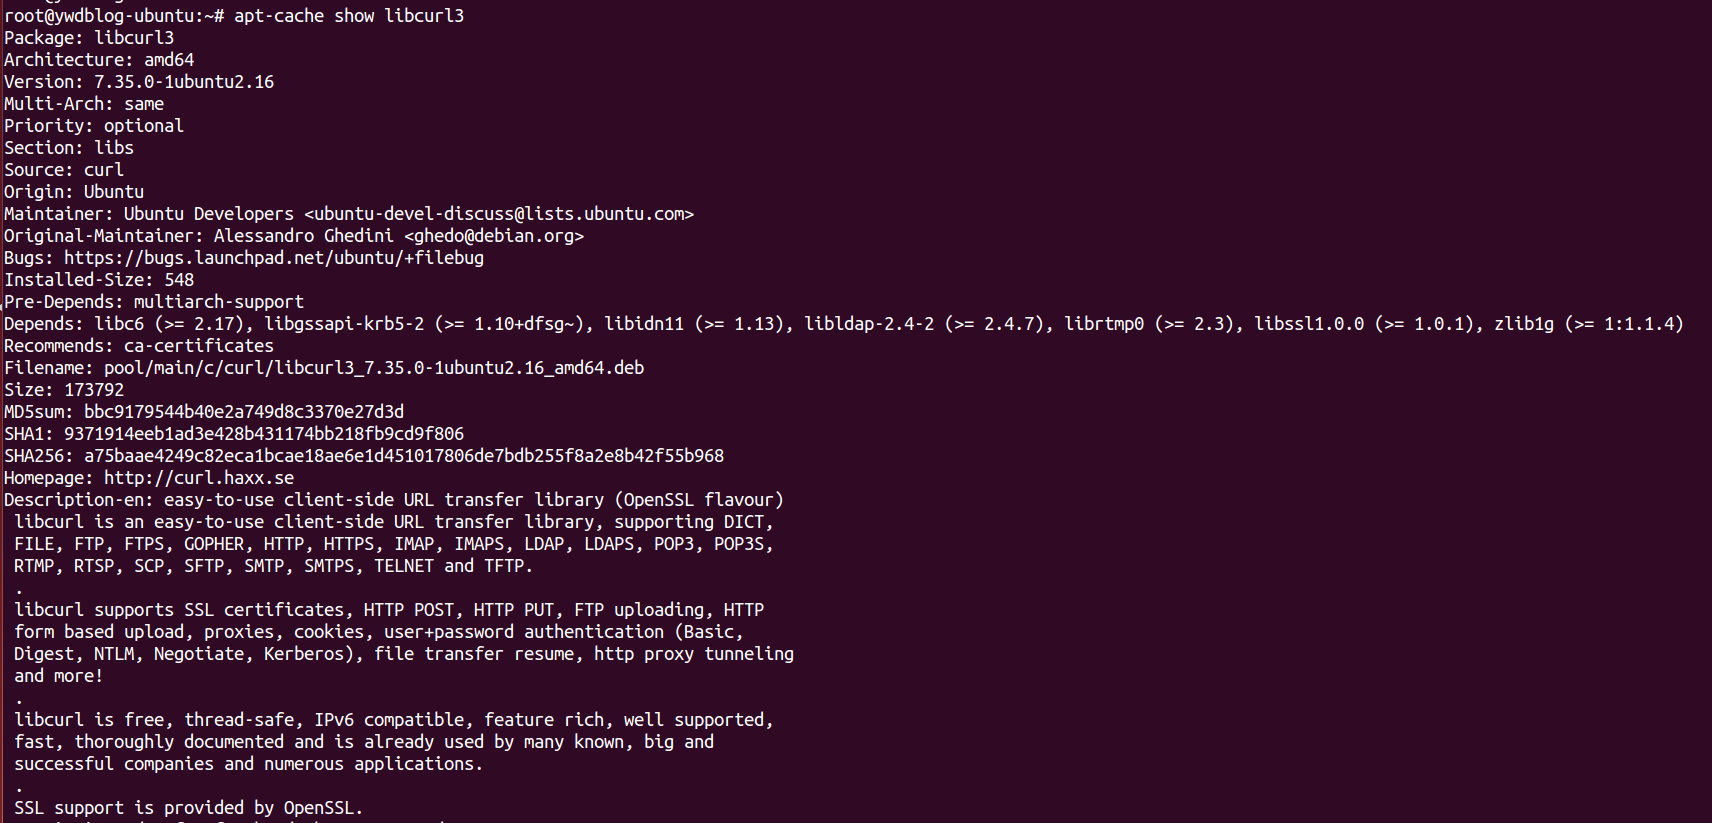 root@ywdblog-ubuntu:~# apt-cache show libcurl3
Package: libcurl3
Architecture: amd64
Version: 7.35.0-1ubuntu2.16
Multi-Arch: same
Priority: optional
Section: libs
Source: curl
Origin: Ubuntu
Maintainer: Ubuntu Developers <ubuntu-devel-discuss@lists.ubuntu.com>
Original-Maintainer: Alessandro Ghedini <ghedo@debian.org>
Bugs: https://bugs.launchpad.net/ubuntu/+filebug
Installed-Size: 548
Pre-Depends: multiarch-support
Depends: libc6 (>= 2.17), libgssapi-krb5-2 (>= 1.10+dfsg~), libidn11 (>= 1.13), libldap-2.4-2 (>= 2.4.7), librtmp0 (>= 2.3), libssl1.0.0 (>= 1.0.1), zlib1g (>= 1:1.1.4)
Recommends: ca-certificates
Filename: pool/main/c/curl/libcurl3_7.35.0-1ubuntu2.16_amd64.deb
Size: 173792
MD5sum: bbc9179544b40e2a749d8c3370e27d3d
SHA1: 9371914eeb1ad3e428b431174bb218fb9cd9f806
SHA256: a75baae4249c82eca1bcae18ae6e1d451017806de7bdb255f8a2e8b42f55b968
Homepage: http://curl.haxx.se
Description-en: easy-to-use client-side URL transfer library (OpenSSL flavour)
 libcurl is an easy-to-use client-side URL transfer library, supporting DICT,
 FILE, FTP, FTPS, GOPHER, HTTP, HTTPS, IMAP, IMAPS, LDAP, LDAPS, POP3, POP3S,
 RTMP, RTSP, SCP, SFTP, SMTP, SMTPS, TELNET and TFTP.
 .
 libcurl supports SSL certificates, HTTP POST, HTTP PUT, FTP uploading, HTTP
 form based upload, proxies, cookies, user+password authentication (Basic,
 Digest, NTLM, Negotiate, Kerberos), file transfer resume, http proxy tunneling
 and more!
 .
 libcurl is free, thread-safe, IPv6 compatible, feature rich, well supported,
 fast, thoroughly documented and is already used by many known, big and
 successful companies and numerous applications.
 .
 SSL support is provided by OpenSSL.